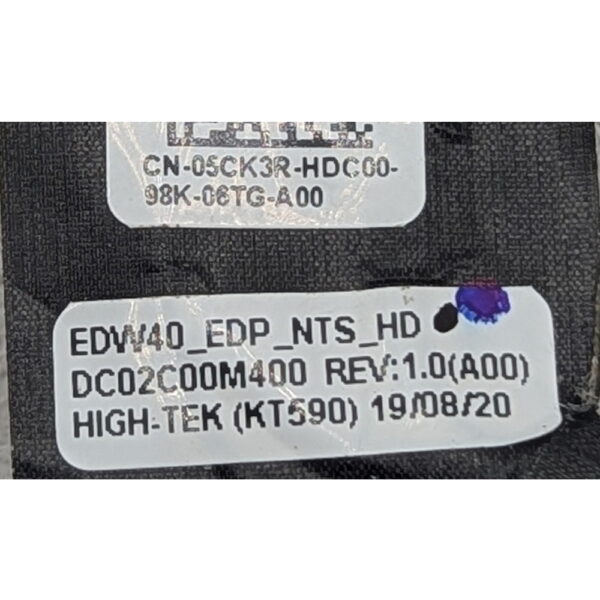 CN-05CK3R-HDC00-
98K-06TG-A00
EDW40_EDP_NTS_HD
DC02C00M400 REV:1.0(A00)
HIGH-TEK (KT590) 19/08/20